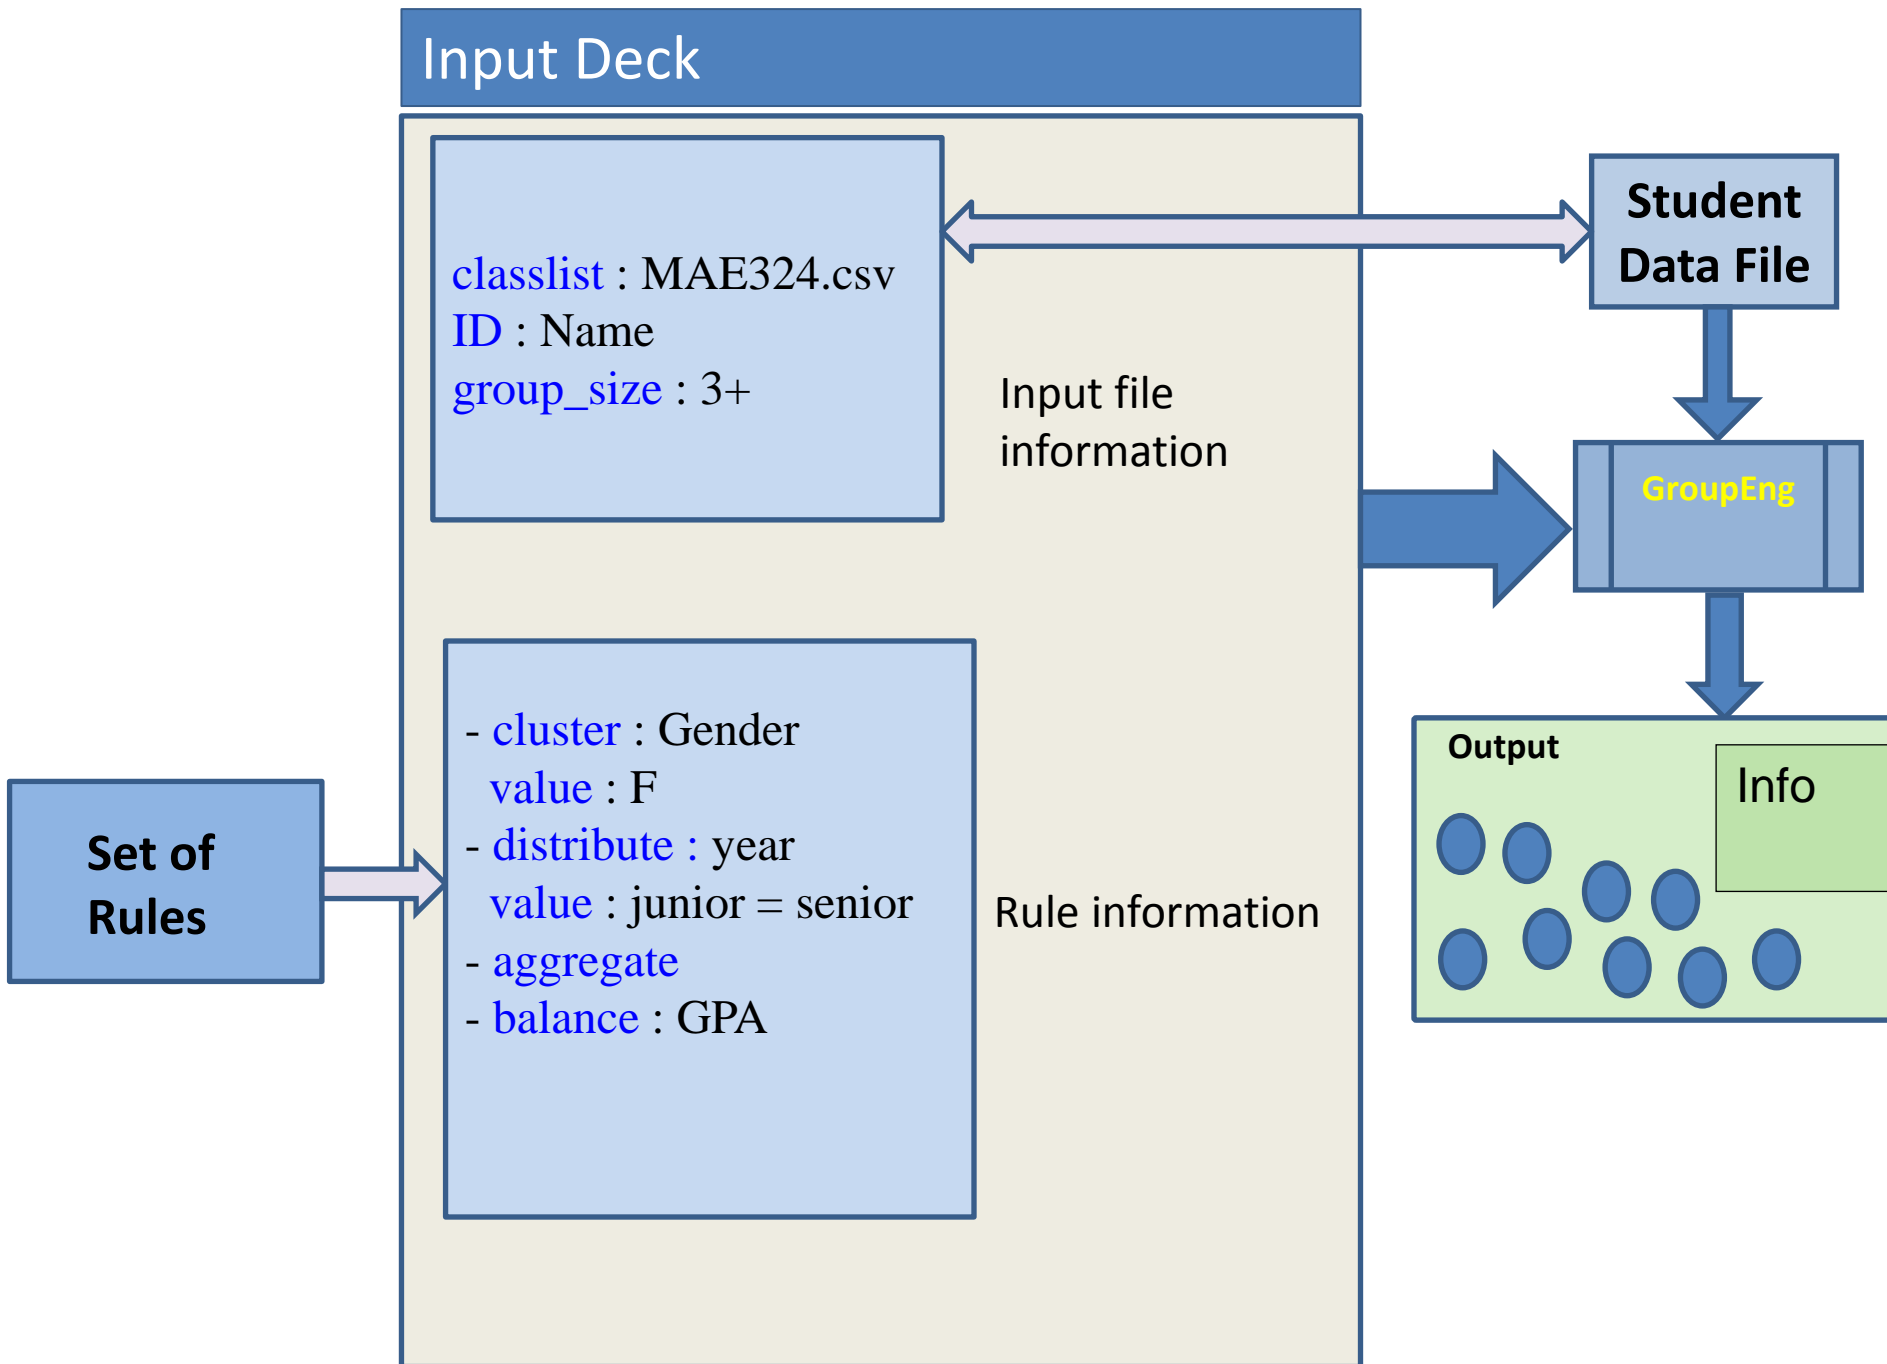 Input Deck
classlist : MAE324.csv
ID : Name
group_size : 3+
Input file
information
Student
Data File
GroupEng
Set of
Rules
- cluster : Gender
value : F
- distribute : year
value : junior = senior
- aggregate
- balance : GPA
Rule information
Output
Info